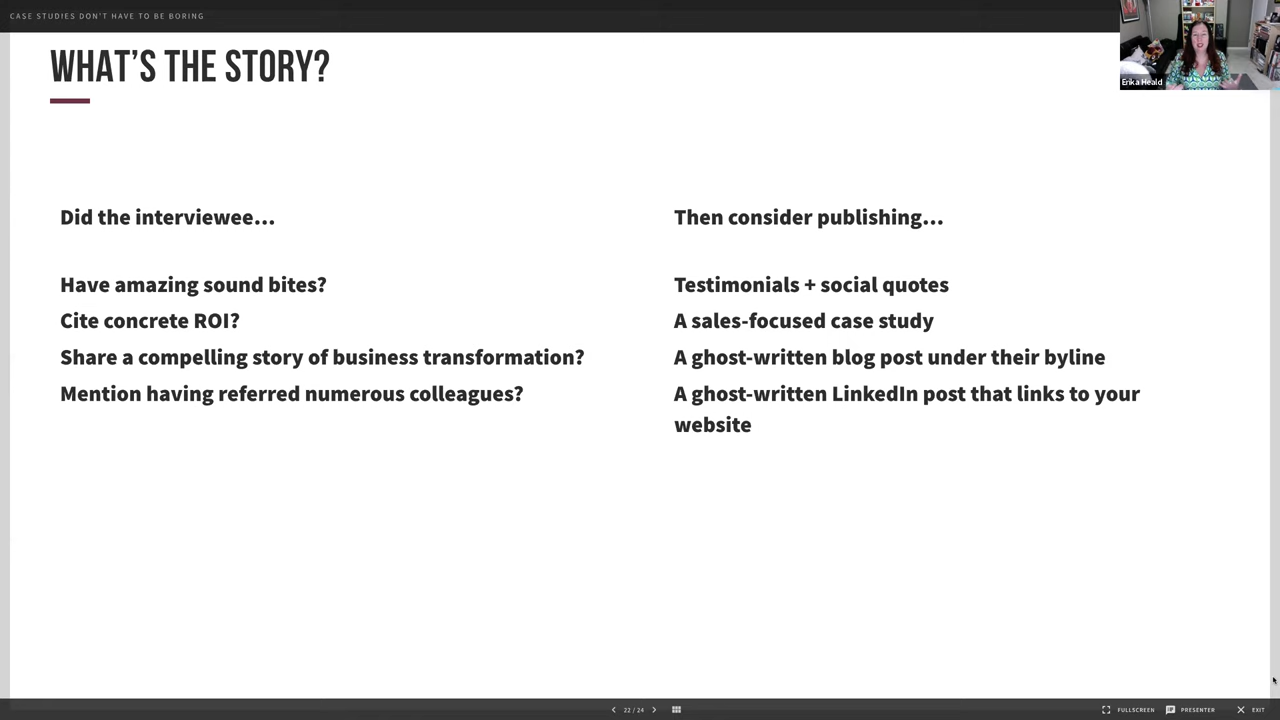 CASE STUDIES DON'T HAVE TO BE BORING
WHAT'S THE STORY?
Erika Heald
Did the interviewee...
Then consider publishing...
Have amazing sound bites?
Testimonials + social quotes
Cite concrete ROI?
A sales-focused case study
Share a compelling story of business transformation?
A ghost-written blog post under their byline
Mention having referred numerous colleagues?
A ghost-written LinkedIn post that links to your
website
22 / 24
FULLSCREEN
PRESENTER
EXIT